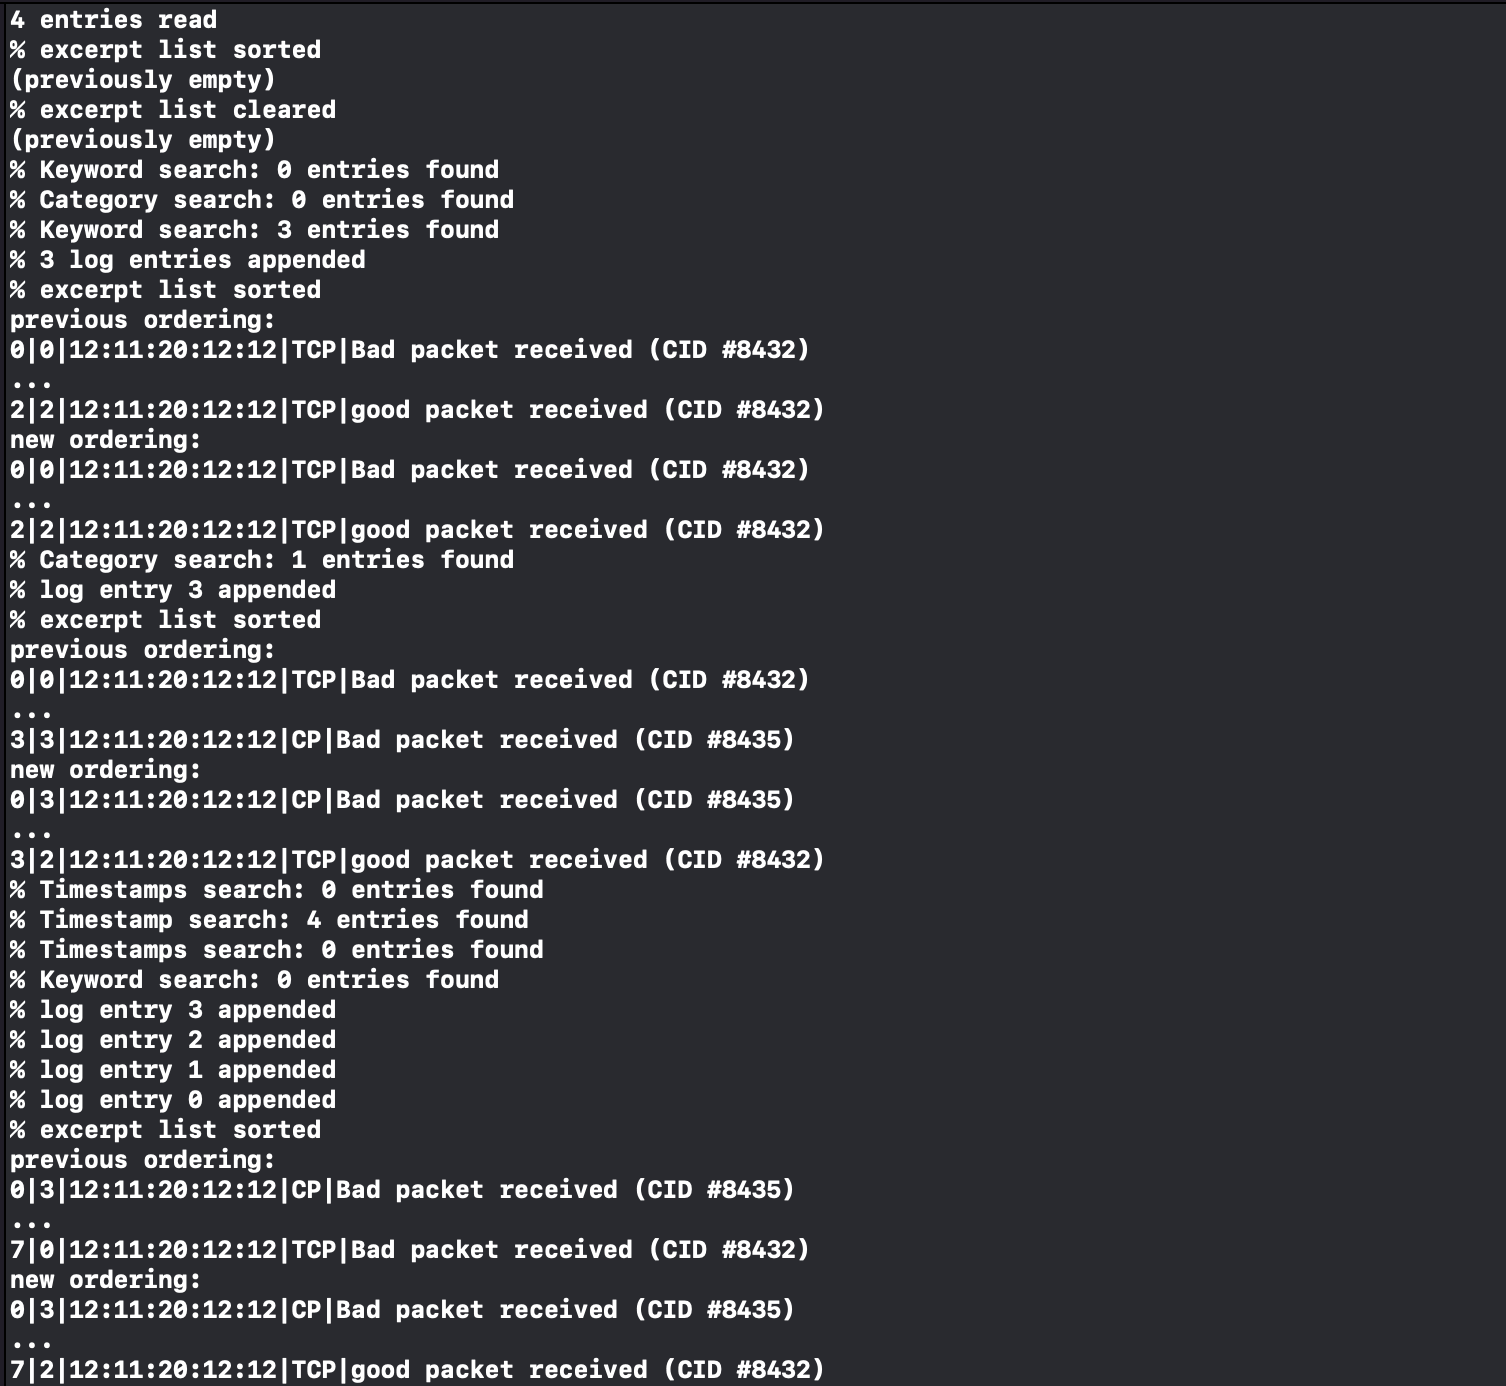 4 entries read
% excerpt list sorted
(previously empty)
% excerpt list cleared
(previously empty)
% Keyword search: 0 entries found
% Category search: 0 entries found
% Keyword search: 3 entries found
% 3 log entries appended
% excerpt list sorted
previous ordering:
0|0|12:11:20:12:12|TCP|Bad packet received (CID #8432)
...
2|2|12:11:20:12:12|TCP|good packet received (CID #8432)
new ordering:
0|0|12:11:20:12:12|TCP|Bad packet received (CID #8432)
...
2|2|12:11:20:12:12|TCP|good packet received (CID #8432)
% Category search: 1 entries found
% log entry 3 appended
% excerpt list sorted
previous ordering:
0|0|12:11:20:12:12|TCP|Bad packet received (CID #8432)
...
3|3|12:11:20:12:12|CP|Bad packet received (CID #8435)
new ordering:
0|3|12:11:20:12:12|CP|Bad packet received (CID #8435)
...
3|2|12:11:20:12:12|TCP|good packet received (CID #8432)
% Timestamps search: 0 entries found
% Timestamp search: 4 entries found
% Timestamps search: 0 entries found
% Keyword search: 0 entries found
% log entry 3 appended
% log entry 2 appended
% log entry 1 appended
% log entry 0 appended
% excerpt list sorted
previous ordering:
0|3|12:11:20:12:12|CP|Bad packet received (CID #8435)
...
7|0|12:11:20:12:12|TCP|Bad packet received (CID #8432)
new ordering:
0|3|12:11:20:12:12|CP|Bad packet received (CID #8435)
...
7|2|12:11:20:12:12|TCP|good packet received (CID #8432)